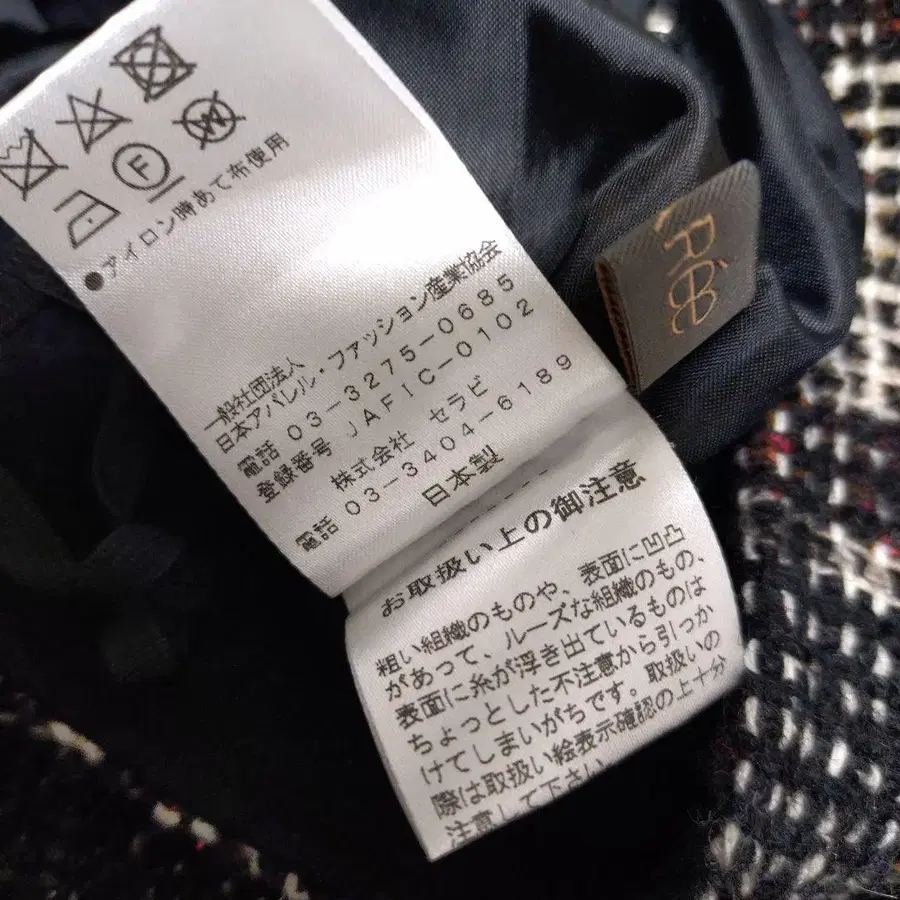 F
●アイロン時あて布使用
一般社団法人
日本アパレル・ファッション産業協会
電話 03-3275-0685
登録番号 JAFIC-0102
株式会社 セラビ
電話 03-3404-6189
日本製
お取扱い上の御注意
粗い組織のものや、表面に凹凸
があって、ルーズな組織のもの、
表面に糸が浮き出ているものは
ちょっとした不注意から引っか
けてしまいがちです。取扱いの
際は取扱い絵表示確認の上十分
注意して下さい
Rée